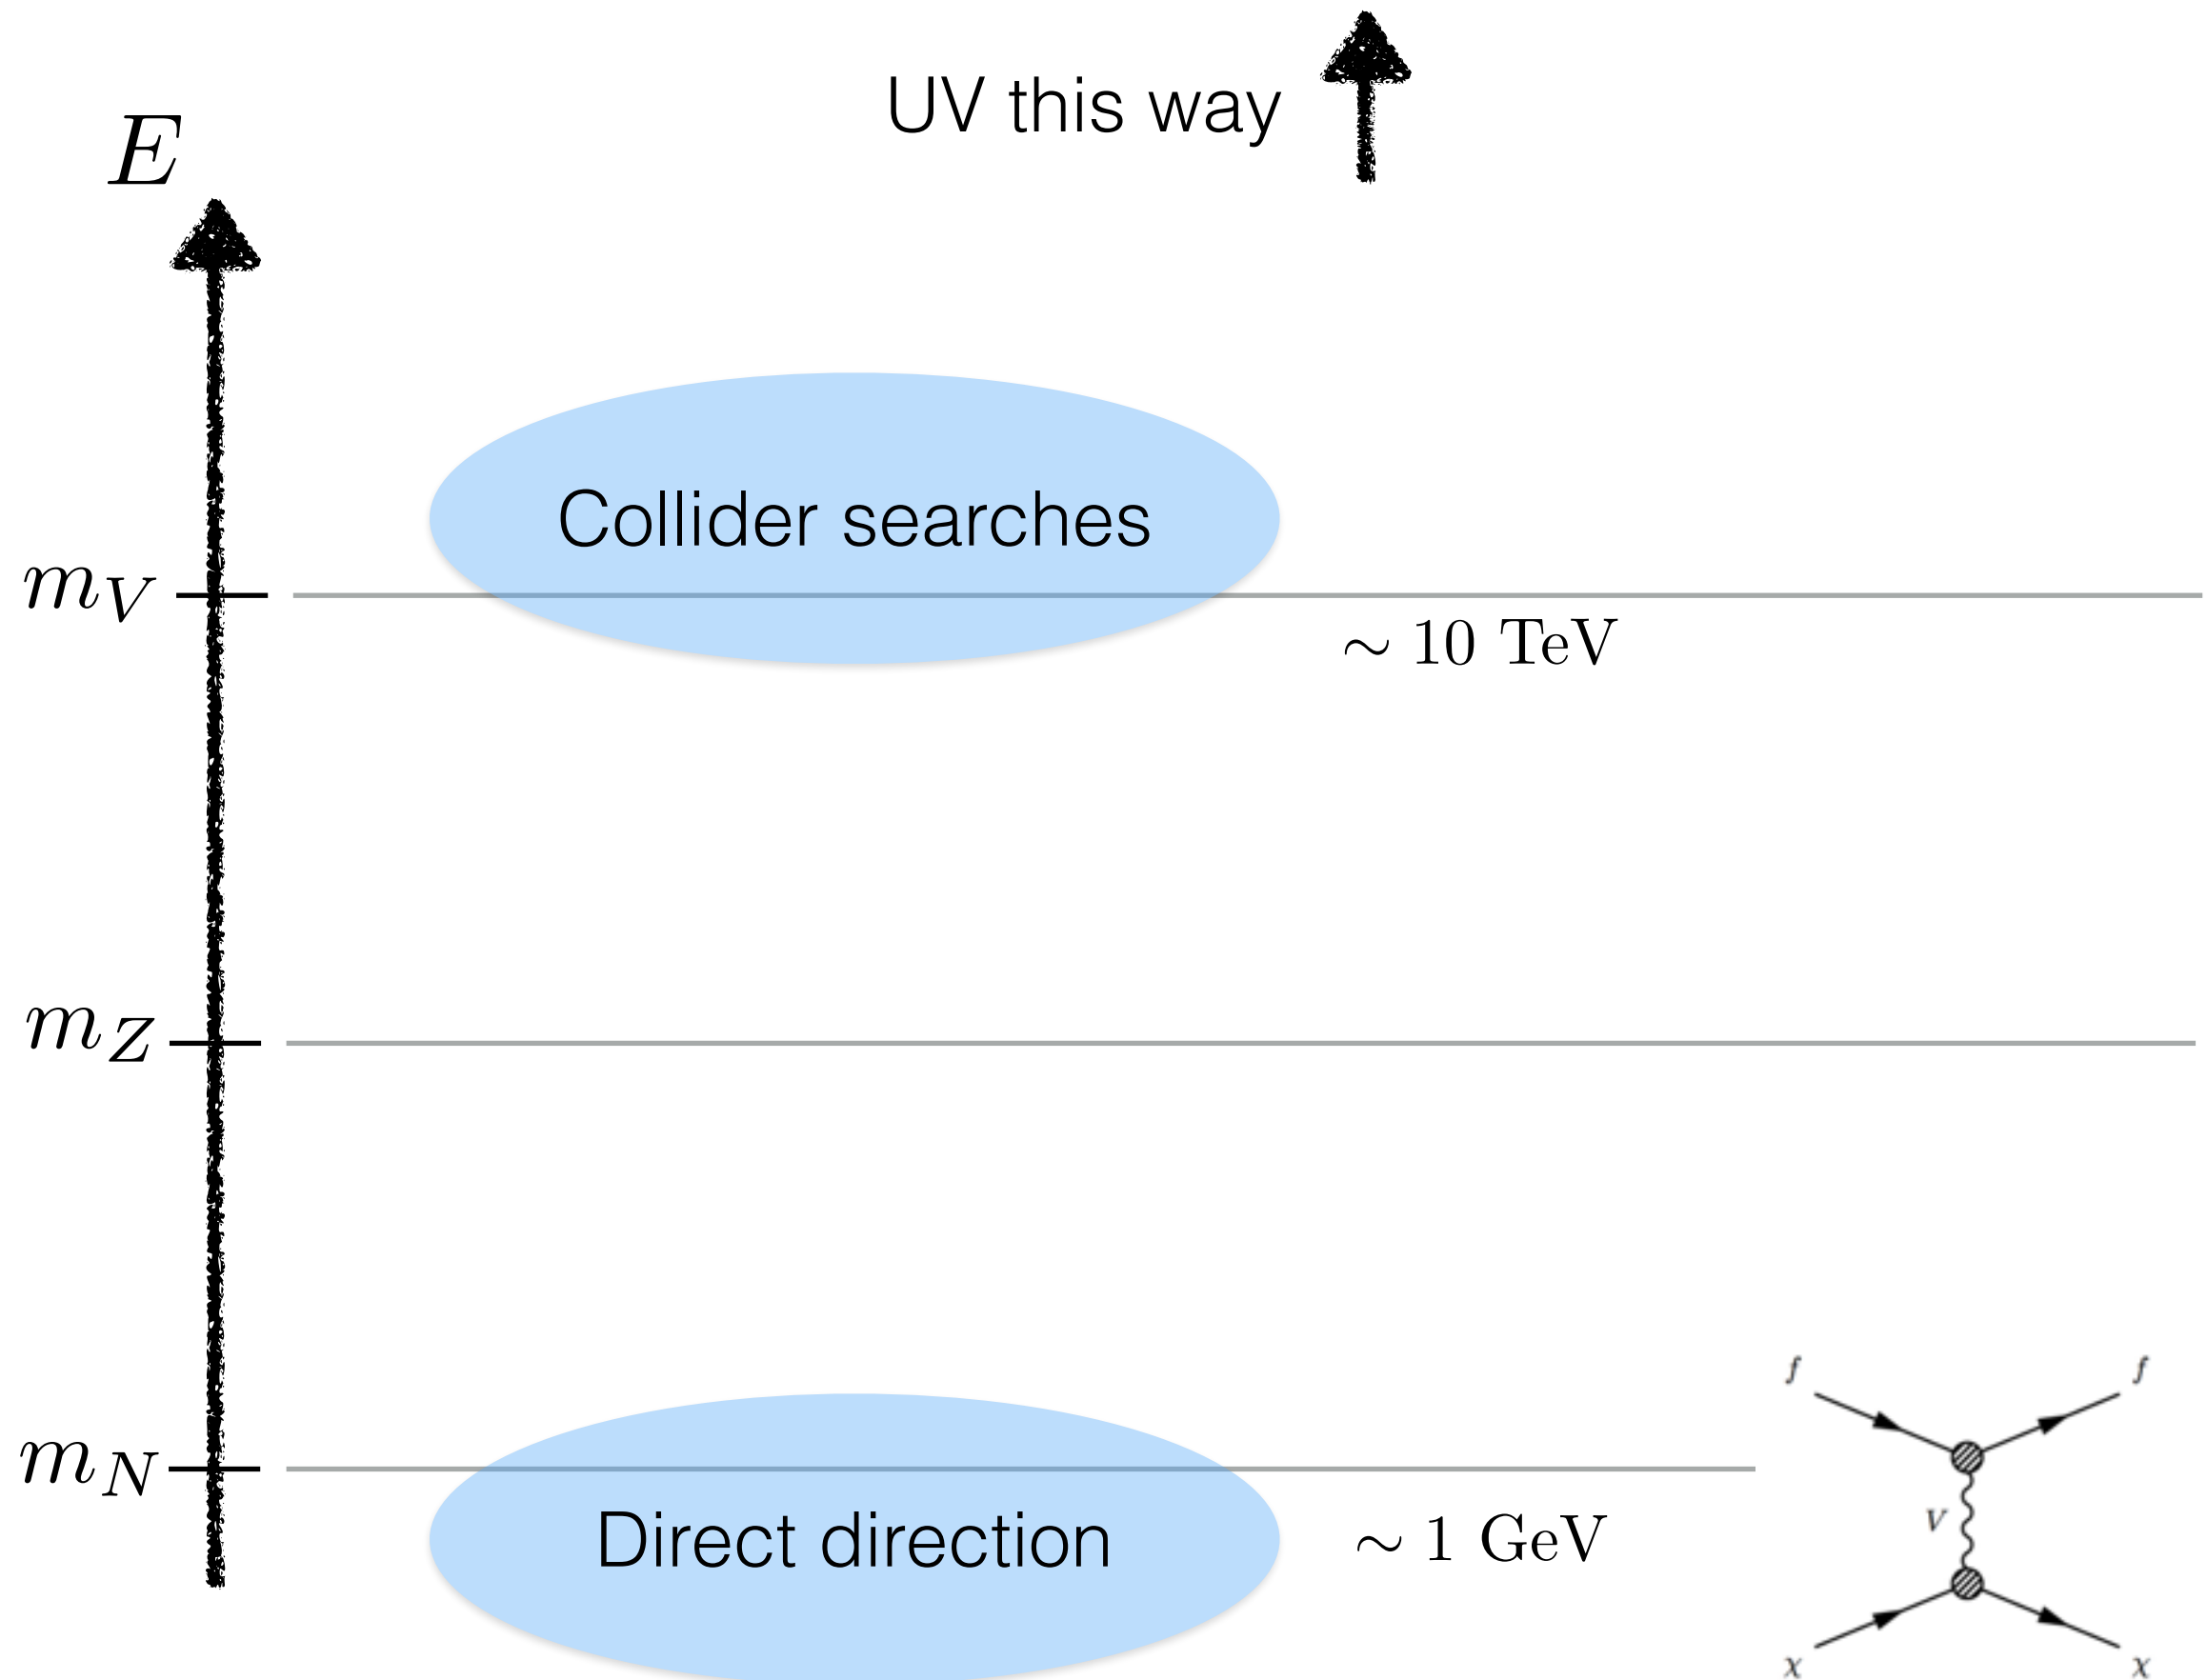 UV this way
E
Collider searches
m_V
∼ 10 TeV
m_Z
f f
m_N
Direct direction
∼ 1 GeV
V
χ χ